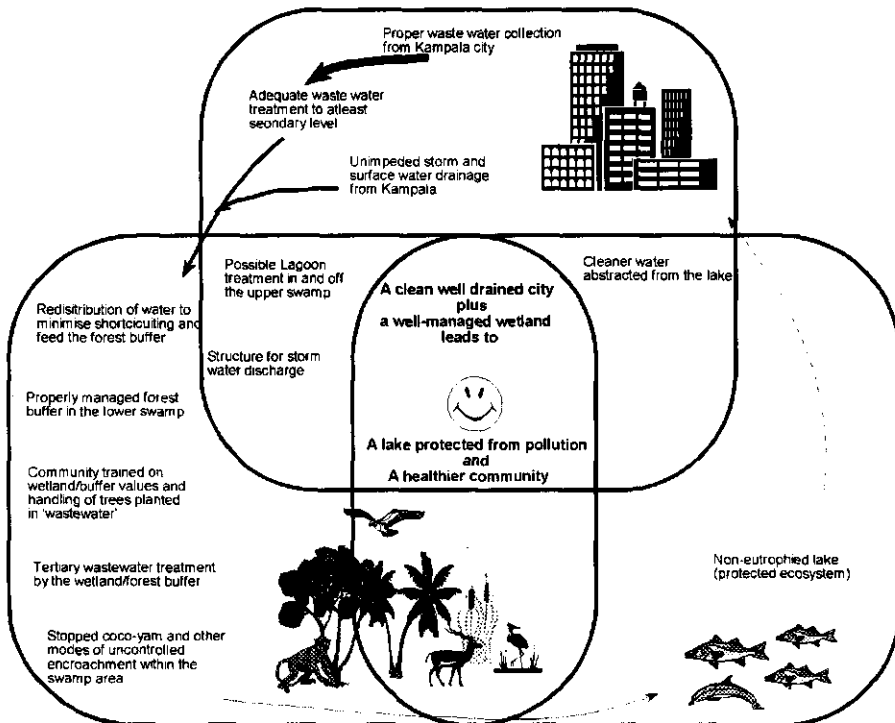 Proper waste water collection
from Kampala city
Adequate waste water
treatment to atleast
seondary level
Unimpeded storm and
surface water drainage
from Kampala
Possible Lagoon
treatment in and off
the upper swamp
Cleaner water
abstracted from the lake
A clean well drained city
plus
a well-managed wetland
leads to
Redisitribution of water to
minimise shortcicuiting and
feed the forest buffer
Structure for storm
water discharge
Properly managed forest
buffer in the lower swamp
A lake protected from pollution
and
A healthier community
Community trained on
wetland/buffer values and
handling of trees planted
in 'wastewater'
Tertiary wastewater treatment
by the wetland/forest buffer
Non-eutrophied lake
(protected ecosystem)
Stopped coco-yam and other
modes of uncontrolled
encroachment within the
swamp area